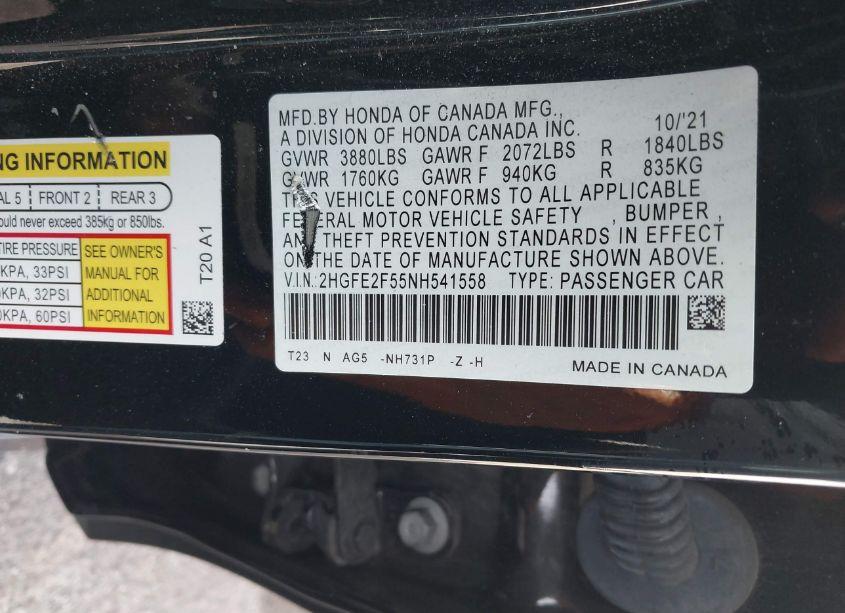 NG INFORMATION
AL 5 FRONT 2 REAR 3
ould never exceed 385kg or 850lbs.
TIRE PRESSURE
SEE OWNER'S
KPA, 33PSI
MANUAL FOR
0KPA, 32PSI
ADDITIONAL
0KPA, 60PSI
INFORMATION
T20 A1
MFD.BY HONDA OF CANADA MFG., 10/'21
A DIVISION OF HONDA CANADA INC.
GVWR 3880LBS GAWR F 2072LBS R 1840LBS
GVWR 1760KG GAWR F 940KG R 835KG
THIS VEHICLE CONFORMS TO ALL APPLICABLE
FEDERAL MOTOR VEHICLE SAFETY , BUMPER ,
AND THEFT PREVENTION STANDARDS IN EFFECT
ON THE DATE OF MANUFACTURE SHOWN ABOVE.
V.I.N.: 2HGFE2F55NH541558 TYPE: PASSENGER CAR
T23 N AG5 -NH731P -Z -H
MADE IN CANADA